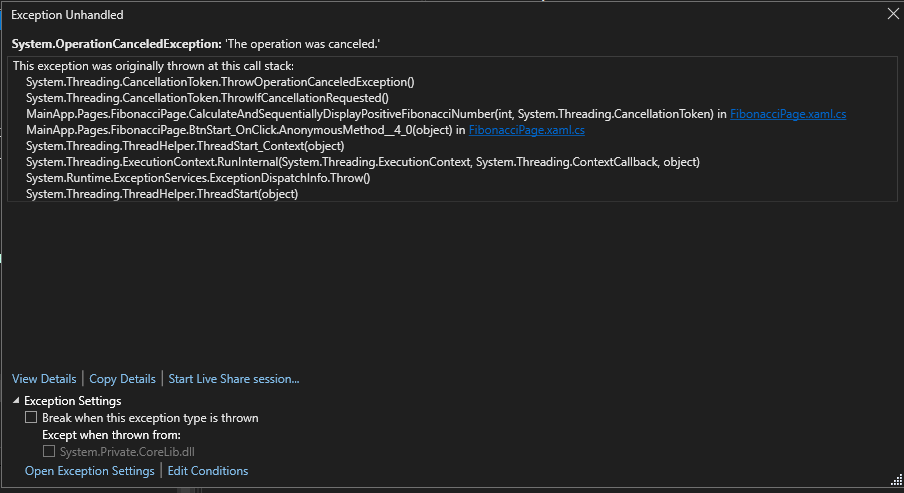 Exception Unhandled
System.OperationCanceledException: 'The operation was canceled.'
This exception was originally thrown at this call stack:
System.Threading.CancellationToken.ThrowOperationCanceledException()
System.Threading.CancellationToken.ThrowIfCancellationRequested()
MainApp.Pages.FibonacciPage.CalculateAndSequentiallyDisplayPositiveFibonacciNumber(int, System.Threading.CancellationToken) in FibonacciPage.xaml.cs
MainApp.Pages.FibonacciPage.BtnStart_OnClick.AnonymousMethod__4_0(object) in FibonacciPage.xaml.cs
System.Threading.ThreadHelper.ThreadStart_Context(object)
System.Threading.ExecutionContext.RunInternal(System.Threading.ExecutionContext, System.Threading.ContextCallback, object)
System.Runtime.ExceptionServices.ExceptionDispatchInfo.Throw()
System.Threading.ThreadHelper.ThreadStart(object)
View Details | Copy Details | Start Live Share session...
Exception Settings
Break when this exception type is thrown
Except when thrown from:
System.Private.CoreLib.dll
Open Exception Settings | Edit Conditions